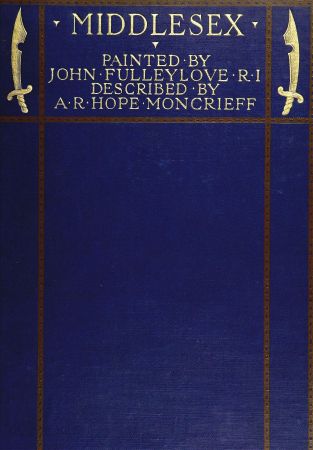 MIDDLESEX
PAINTED·BY
JOHN·FULLEYLOVE·R·I
DESCRIBED·BY
A·R·HOPE·MONCRIEFF